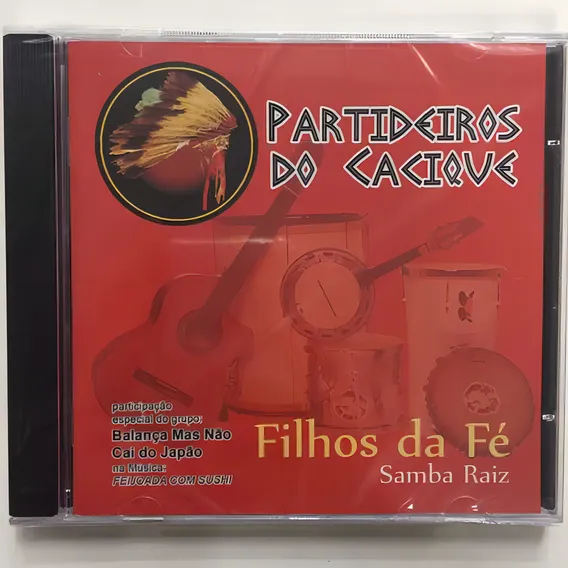 PARTIDEIROS
DO CACIQUE
participação
especial do grupo:
Balança Mas Não
Cai do Japão
na Musica:
FEIJOADA COM SUSHI
Filhos da Fé
Samba Raiz